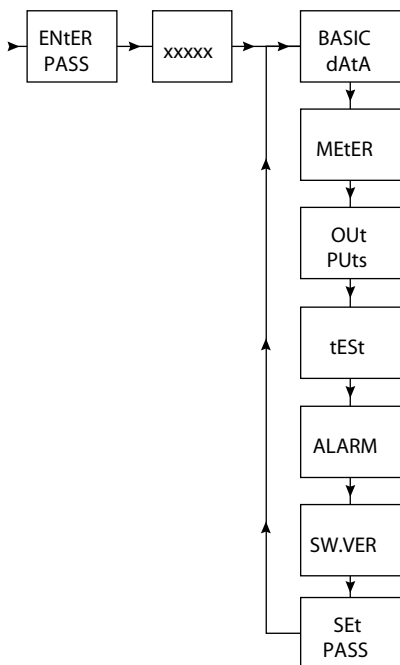 ENtER
PASS
xxxxx
BASIC
dAtA
MEtER
OUt
PUts
tESt
ALARM
SW.VER
SEt
PASS